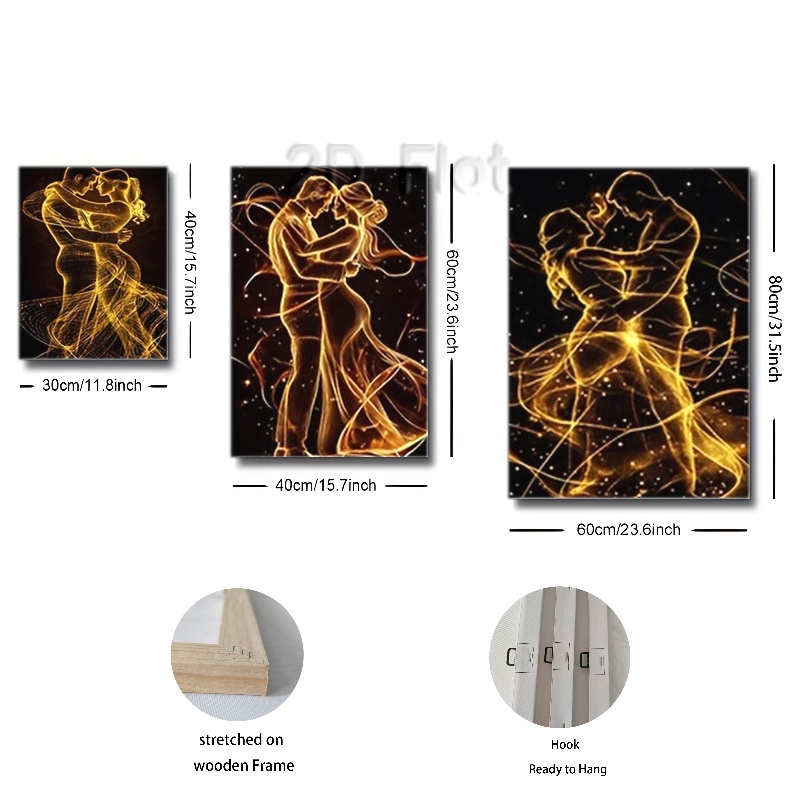 2D Flat
40cm/15.7inch
30cm/11.8inch
60cm/23.6inch
40cm/15.7inch
80cm/31.5inch
60cm/23.6inch
stretched on
wooden Frame
Hook
Ready to Hang